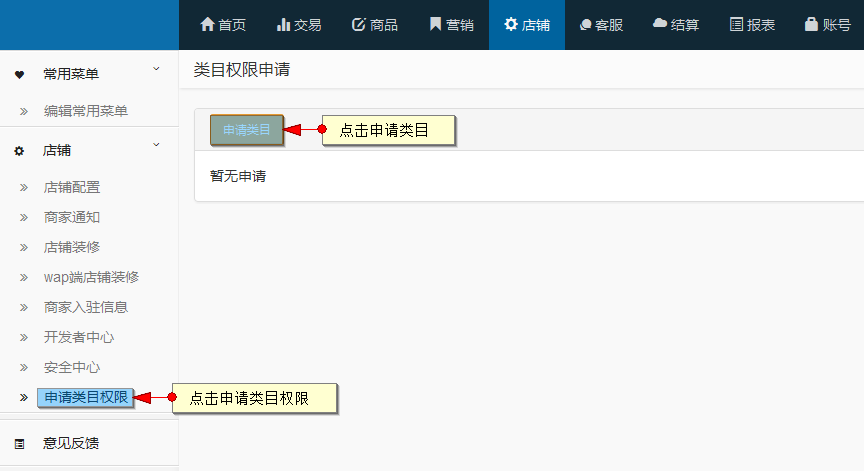 首页 交易 商品 营销 店铺 客服 结算 报表 账号
常用菜单
编辑常用菜单
店铺
店铺配置
商家通知
店铺装修
wap端店铺装修
商家入驻信息
开发者中心
安全中心
申请类目权限
点击申请类目权限
意见反馈
类目权限申请
申请类目
点击申请类目
暂无申请